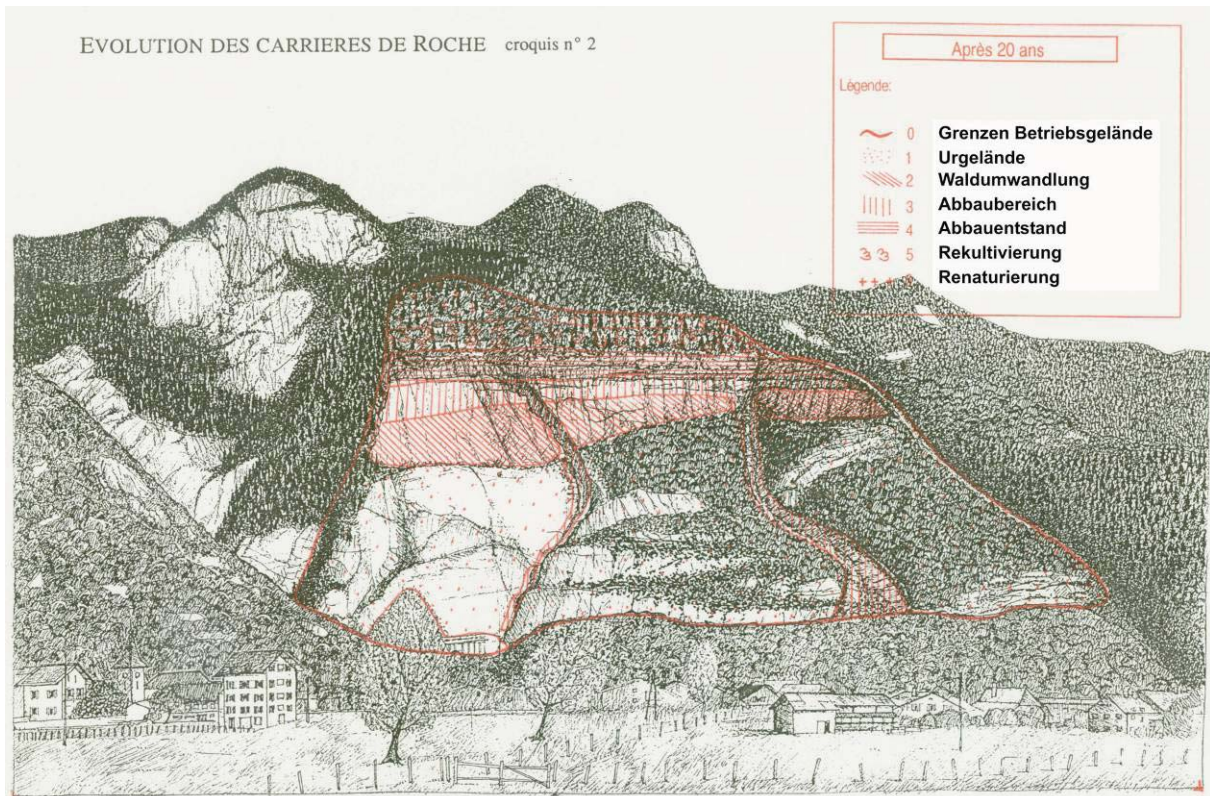 EVOLUTION DES CARRIERES DE ROCHE croquis n° 2
Après 20 ans
Légende:
0 Grenzen Betriebsgelände
1 Urgelände
2 Waldumwandlung
3 Abbaubereich
4 Abbauentstand
5 Rekultivierung
Renaturierung